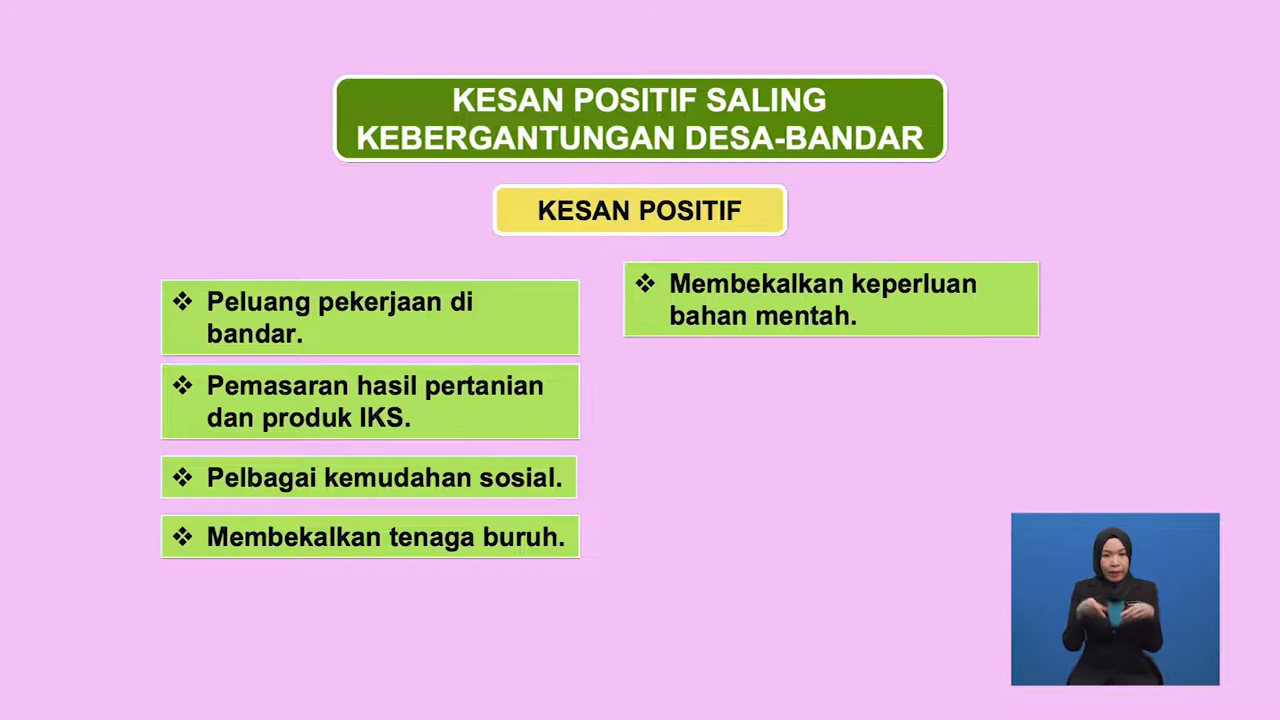 KESAN POSITIF SALING
KEBERGANTUNGAN DESA-BANDAR
KESAN POSITIF
❖ Peluang pekerjaan di
bandar.
❖ Pemasaran hasil pertanian
dan produk IKS.
❖ Pelbagai kemudahan sosial.
❖ Membekalkan tenaga buruh.
❖ Membekalkan keperluan
bahan mentah.